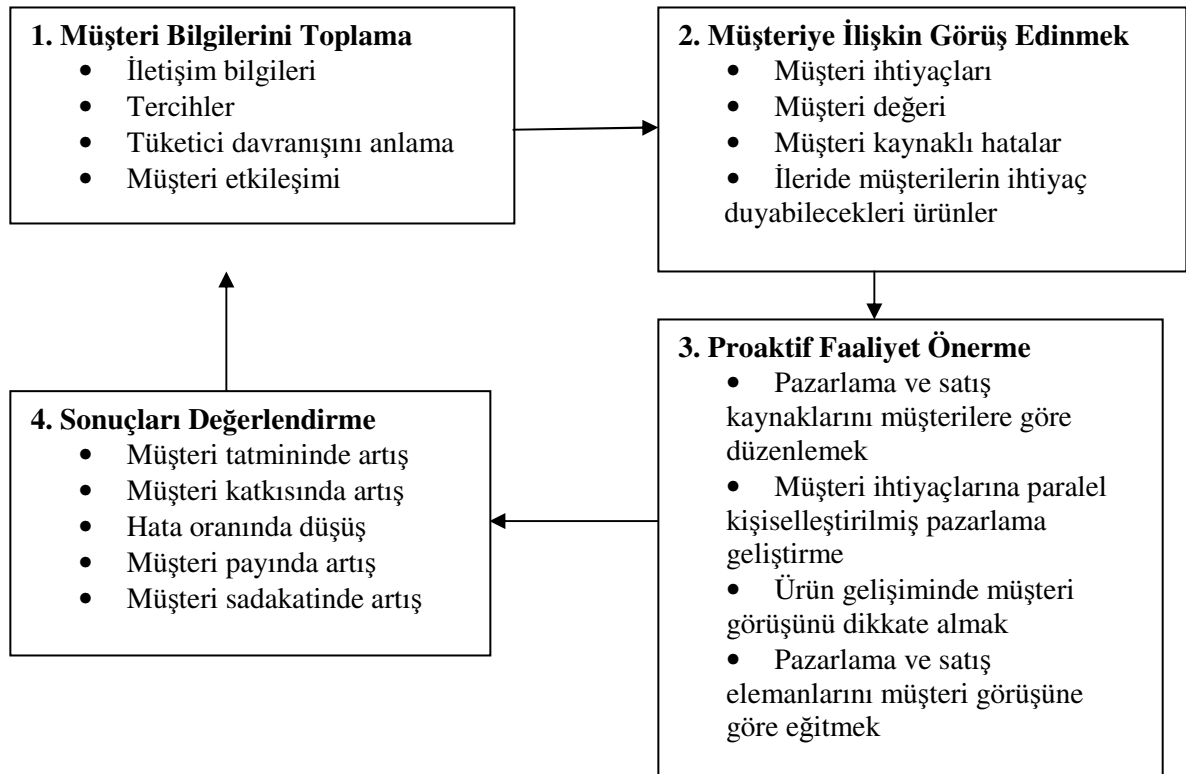 1. Müşteri Bilgilerini Toplama
• İletişim bilgileri
• Tercihler
• Tüketici davranışını anlama
• Müşteri etkileşimi
2. Müşteriye İlişkin Görüş Edinmek
• Müşteri ihtiyaçları
• Müşteri değeri
• Müşteri kaynaklı hatalar
• İleride müşterilerin ihtiyaç
duyabilecekleri ürünler
3. Proaktif Faaliyet Önerme
• Pazarlama ve satış
kaynaklarını müşterilere göre
düzenlemek
• Müşteri ihtiyaçlarına paralel
kişiselleştirilmiş pazarlama
geliştirme
• Ürün gelişiminde müşteri
görüşünü dikkate almak
• Pazarlama ve satış
elemanlarını müşteri görüşüne
göre eğitmek
4. Sonuçları Değerlendirme
• Müşteri tatmininde artış
• Müşteri katkısında artış
• Hata oranında düşüş
• Müşteri payında artış
• Müşteri sadakatinde artış